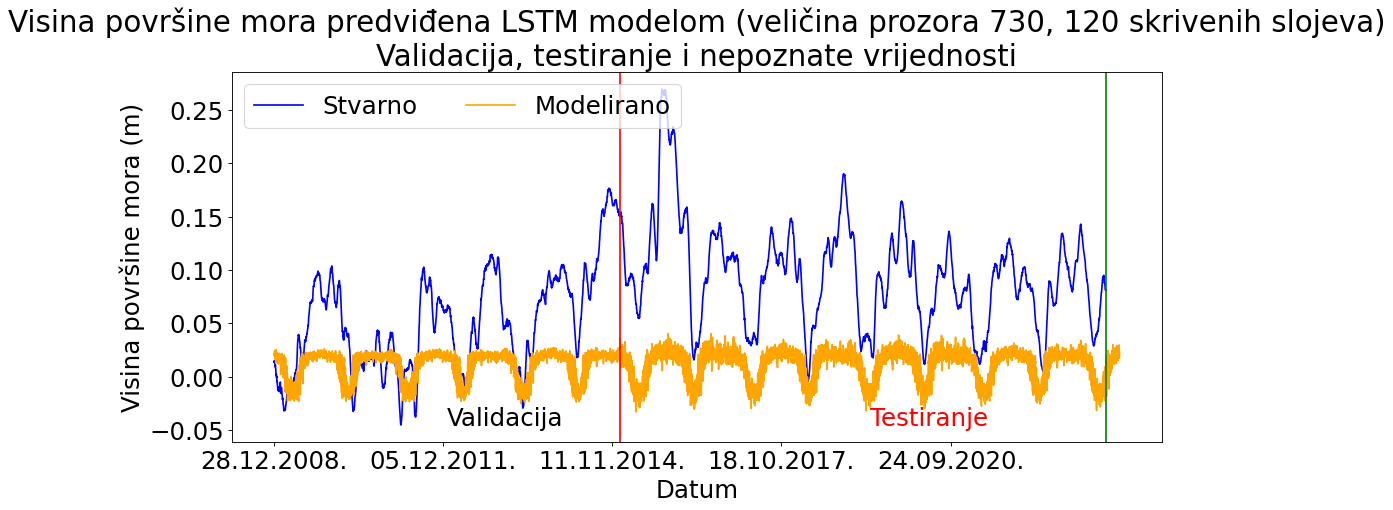 Visina površine mora predviđena LSTM modelom (veličina prozora 730, 120 skrivenih slojeva)
Validacija, testiranje i nepoznate vrijednosti
Stvarno Modelirano
Visina površine mora (m)
0.25
0.20
0.15
0.10
0.05
0.00
−0.05
Validacija Testiranje
28.12.2008. 05.12.2011. 11.11.2014. 18.10.2017. 24.09.2020.
Datum